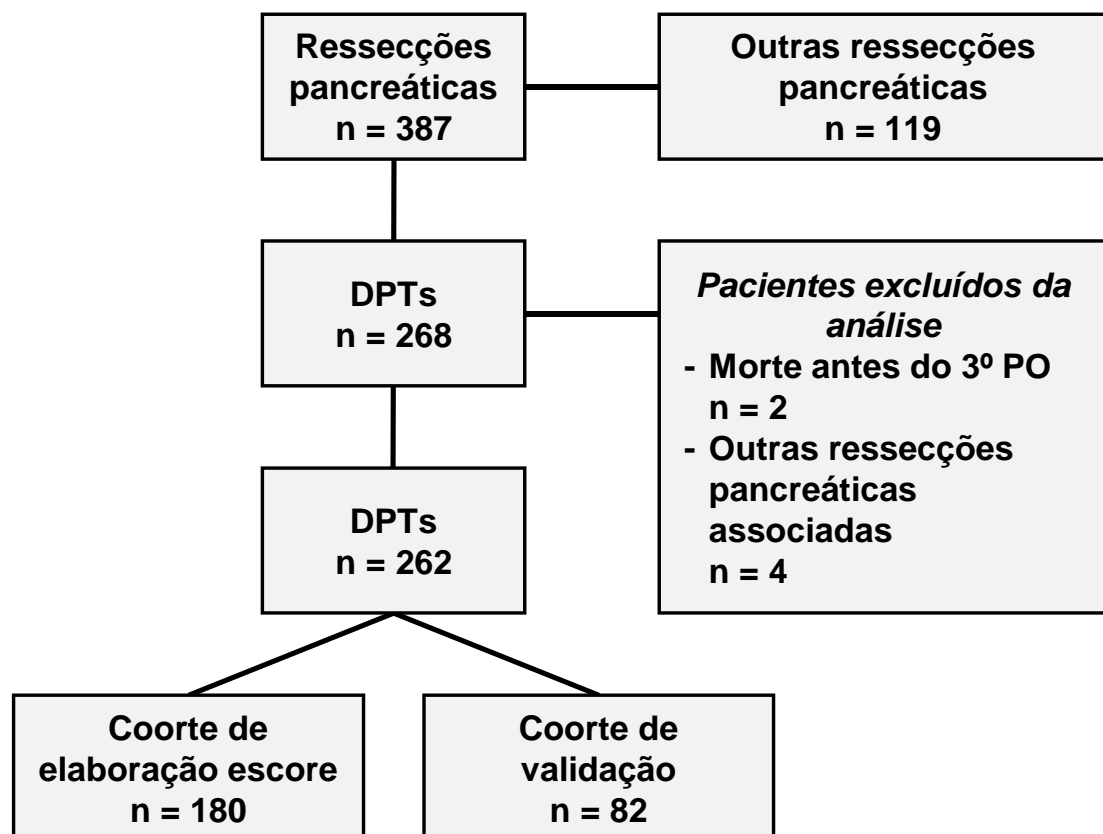 Ressecções
pancreáticas
n = 387
Outras ressecções
pancreáticas
n = 119
DPTs
n = 268
Pacientes excluídos da
análise
- Morte antes do 3º PO
n = 2
- Outras ressecções
pancreáticas
associadas
n = 4
DPTs
n = 262
Coorte de
elaboração escore
n = 180
Coorte de
validação
n = 82